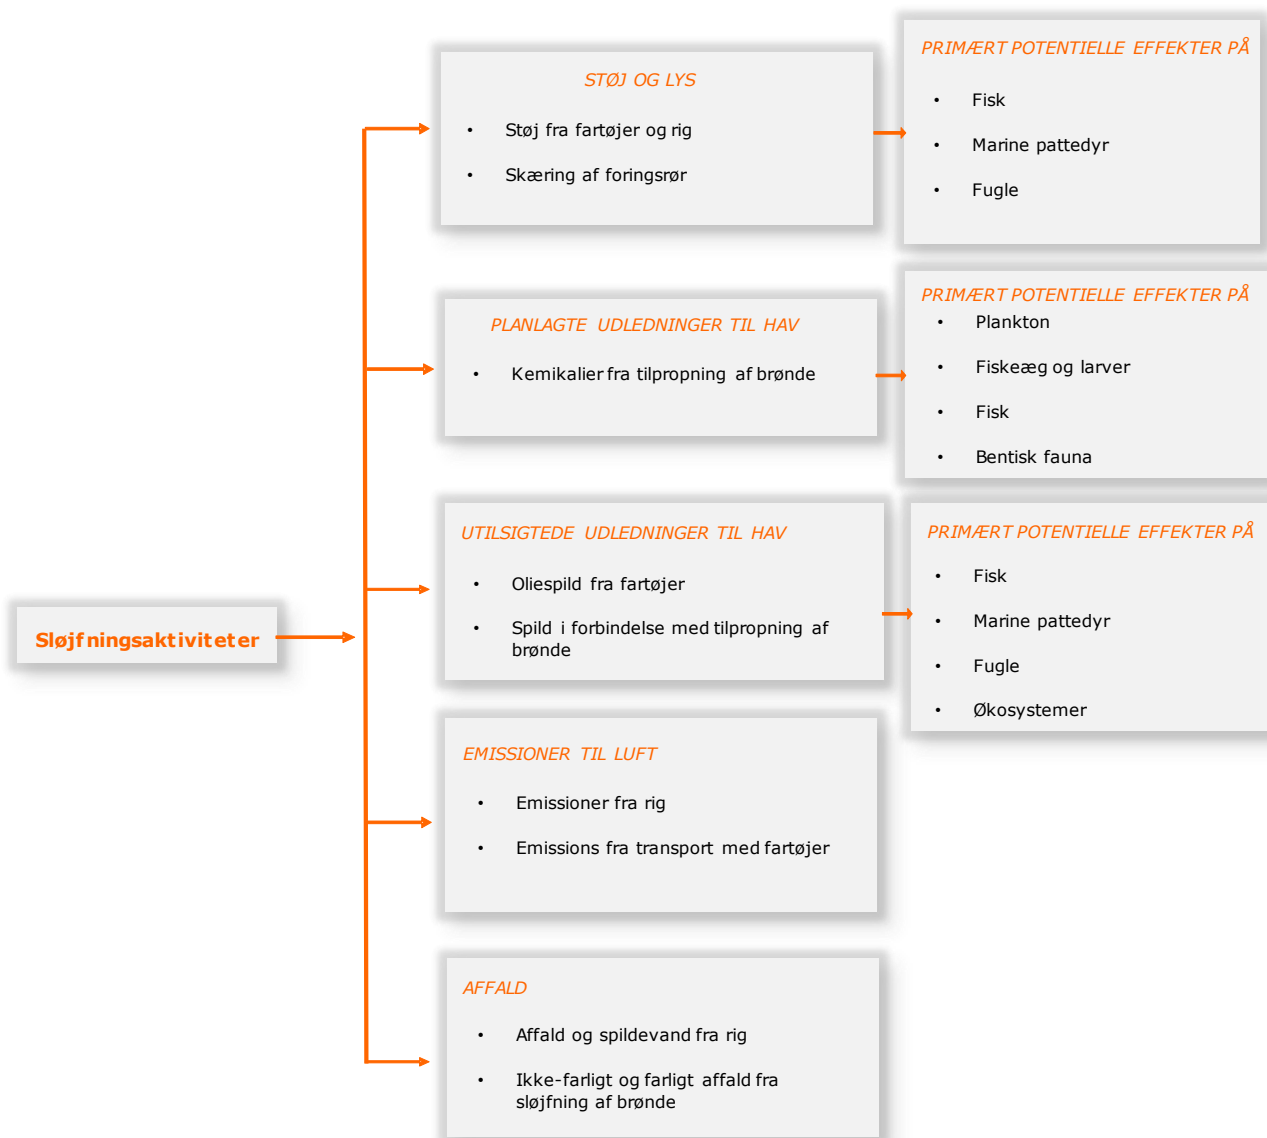 Sløjfningsaktiviteter
STØJ OG LYS
• Støj fra fartøjer og rig
• Skæring af foringsrør
PRIMÆRT POTENTIELLE EFFEKTER PÅ
• Fisk
• Marine pattedyr
• Fugle
PLANLAGTE UDLEDNINGER TIL HAV
• Kemikalier fra tilpropning af brønde
PRIMÆRT POTENTIELLE EFFEKTER PÅ
• Plankton
• Fiskeæg og larver
• Fisk
• Bentisk fauna
UTILSIGTEDE UDLEDNINGER TIL HAV
• Oliespild fra fartøjer
• Spild i forbindelse med tilpropning af
brønde
PRIMÆRT POTENTIELLE EFFEKTER PÅ
• Fisk
• Marine pattedyr
• Fugle
• Økosystemer
EMISSIONER TIL LUFT
• Emissioner fra rig
• Emissions fra transport med fartøjer
AFFALD
• Affald og spildevand fra rig
• Ikke-farligt og farligt affald fra
sløjfning af brønde